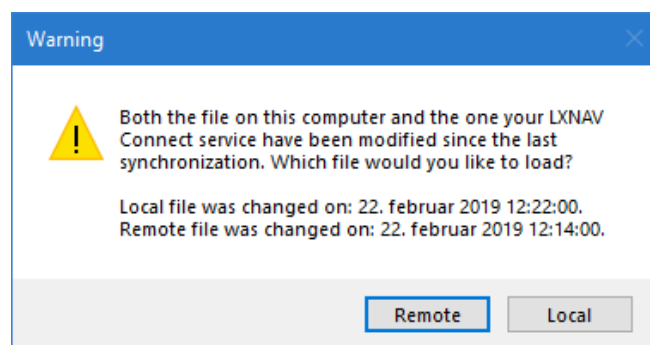 Warning
Both the file on this computer and the one your LXNAV
Connect service have been modified since the last
synchronization. Which file would you like to load?
Local file was changed on: 22. februar 2019 12:22:00.
Remote file was changed on: 22. februar 2019 12:14:00.
Remote
Local